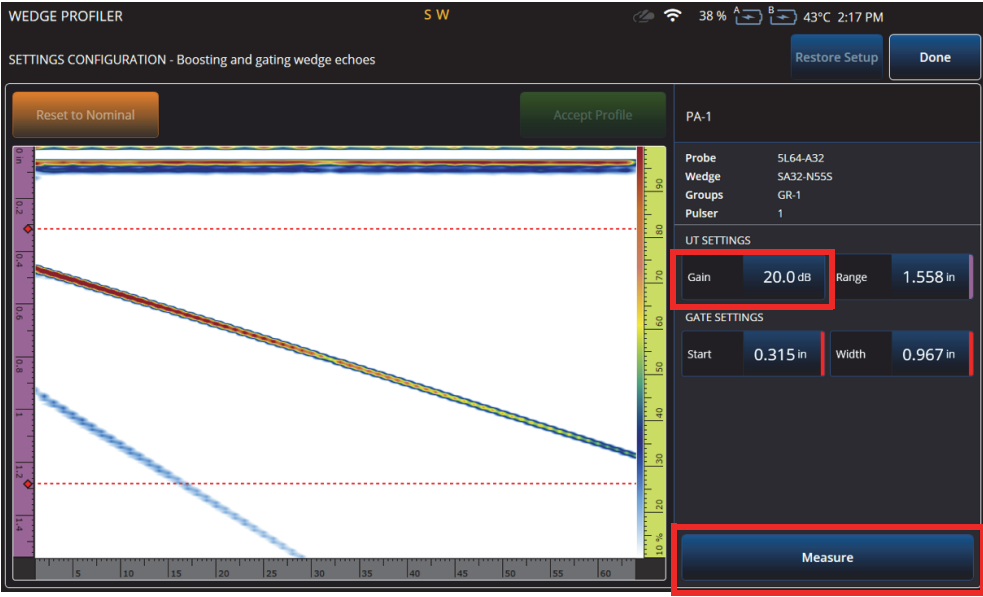 WEDGE PROFILER
S W
38 % A B 43°C 2:17 PM
SETTINGS CONFIGURATION - Boosting and gating wedge echoes
Restore Setup
Done
Reset to Nominal
Accept Profile
PA-1
Probe 5L64-A32
Wedge SA32-N55S
Groups GR-1
Pulser 1
UT SETTINGS
Gain 20.0 dB Range 1.558 in
GATE SETTINGS
Start 0.315 in Width 0.967 in
Measure
0 in
0.2
0.4
0.6
0.8
1
1.2
1.4
90
80
70
60
50
40
30
20
10 %
5 10 15 20 25 30 35 40 45 50 55 60